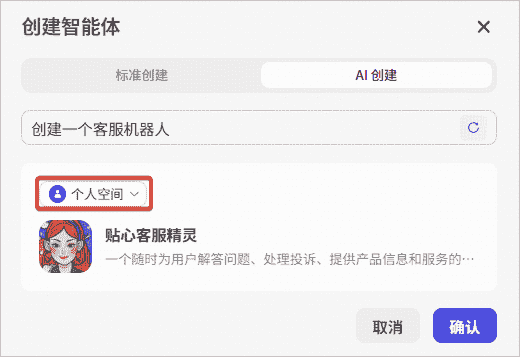 创建智能体
标准创建
AI 创建
创建一个客服机器人
个人空间
贴心客服精灵
一个随时为用户解答问题、处理投诉、提供产品信息和服务的…
取消
确认